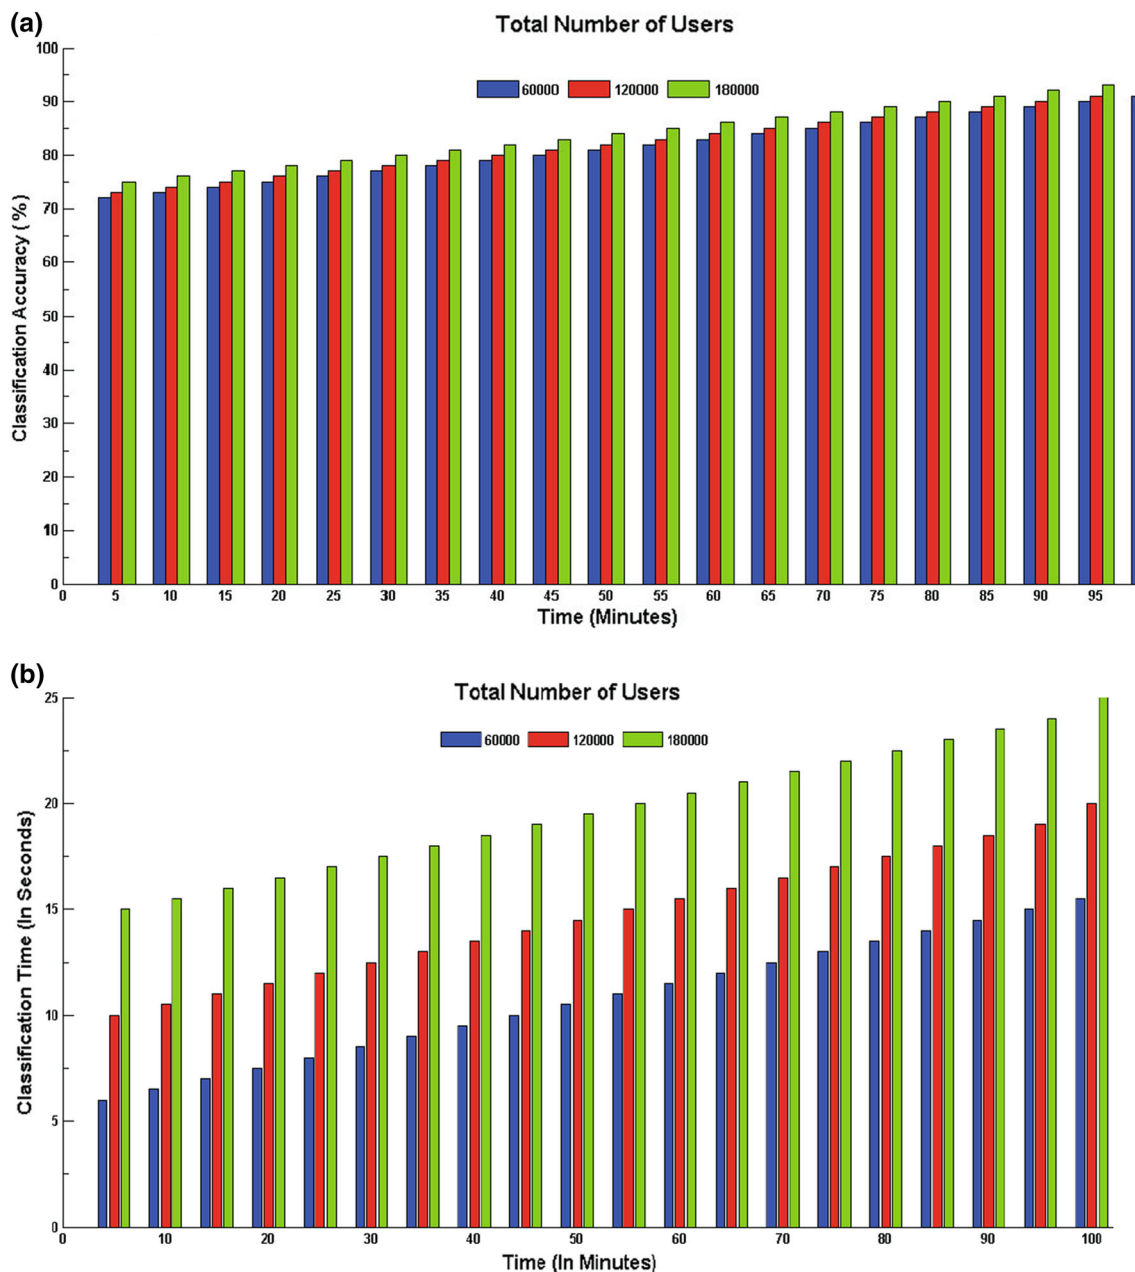 (a)
Total Number of Users
60000 120000 180000
100
90
80
70
60
50
40
30
20
10
0
Classification Accuracy (%)
0 5 10 15 20 25 30 35 40 45 50 55 60 65 70 75 80 85 90 95
Time (Minutes)
(b)
Total Number of Users
60000 120000 180000
25
20
15
10
5
0
Classification Time (In Seconds)
0 10 20 30 40 50 60 70 80 90 100
Time (In Minutes)